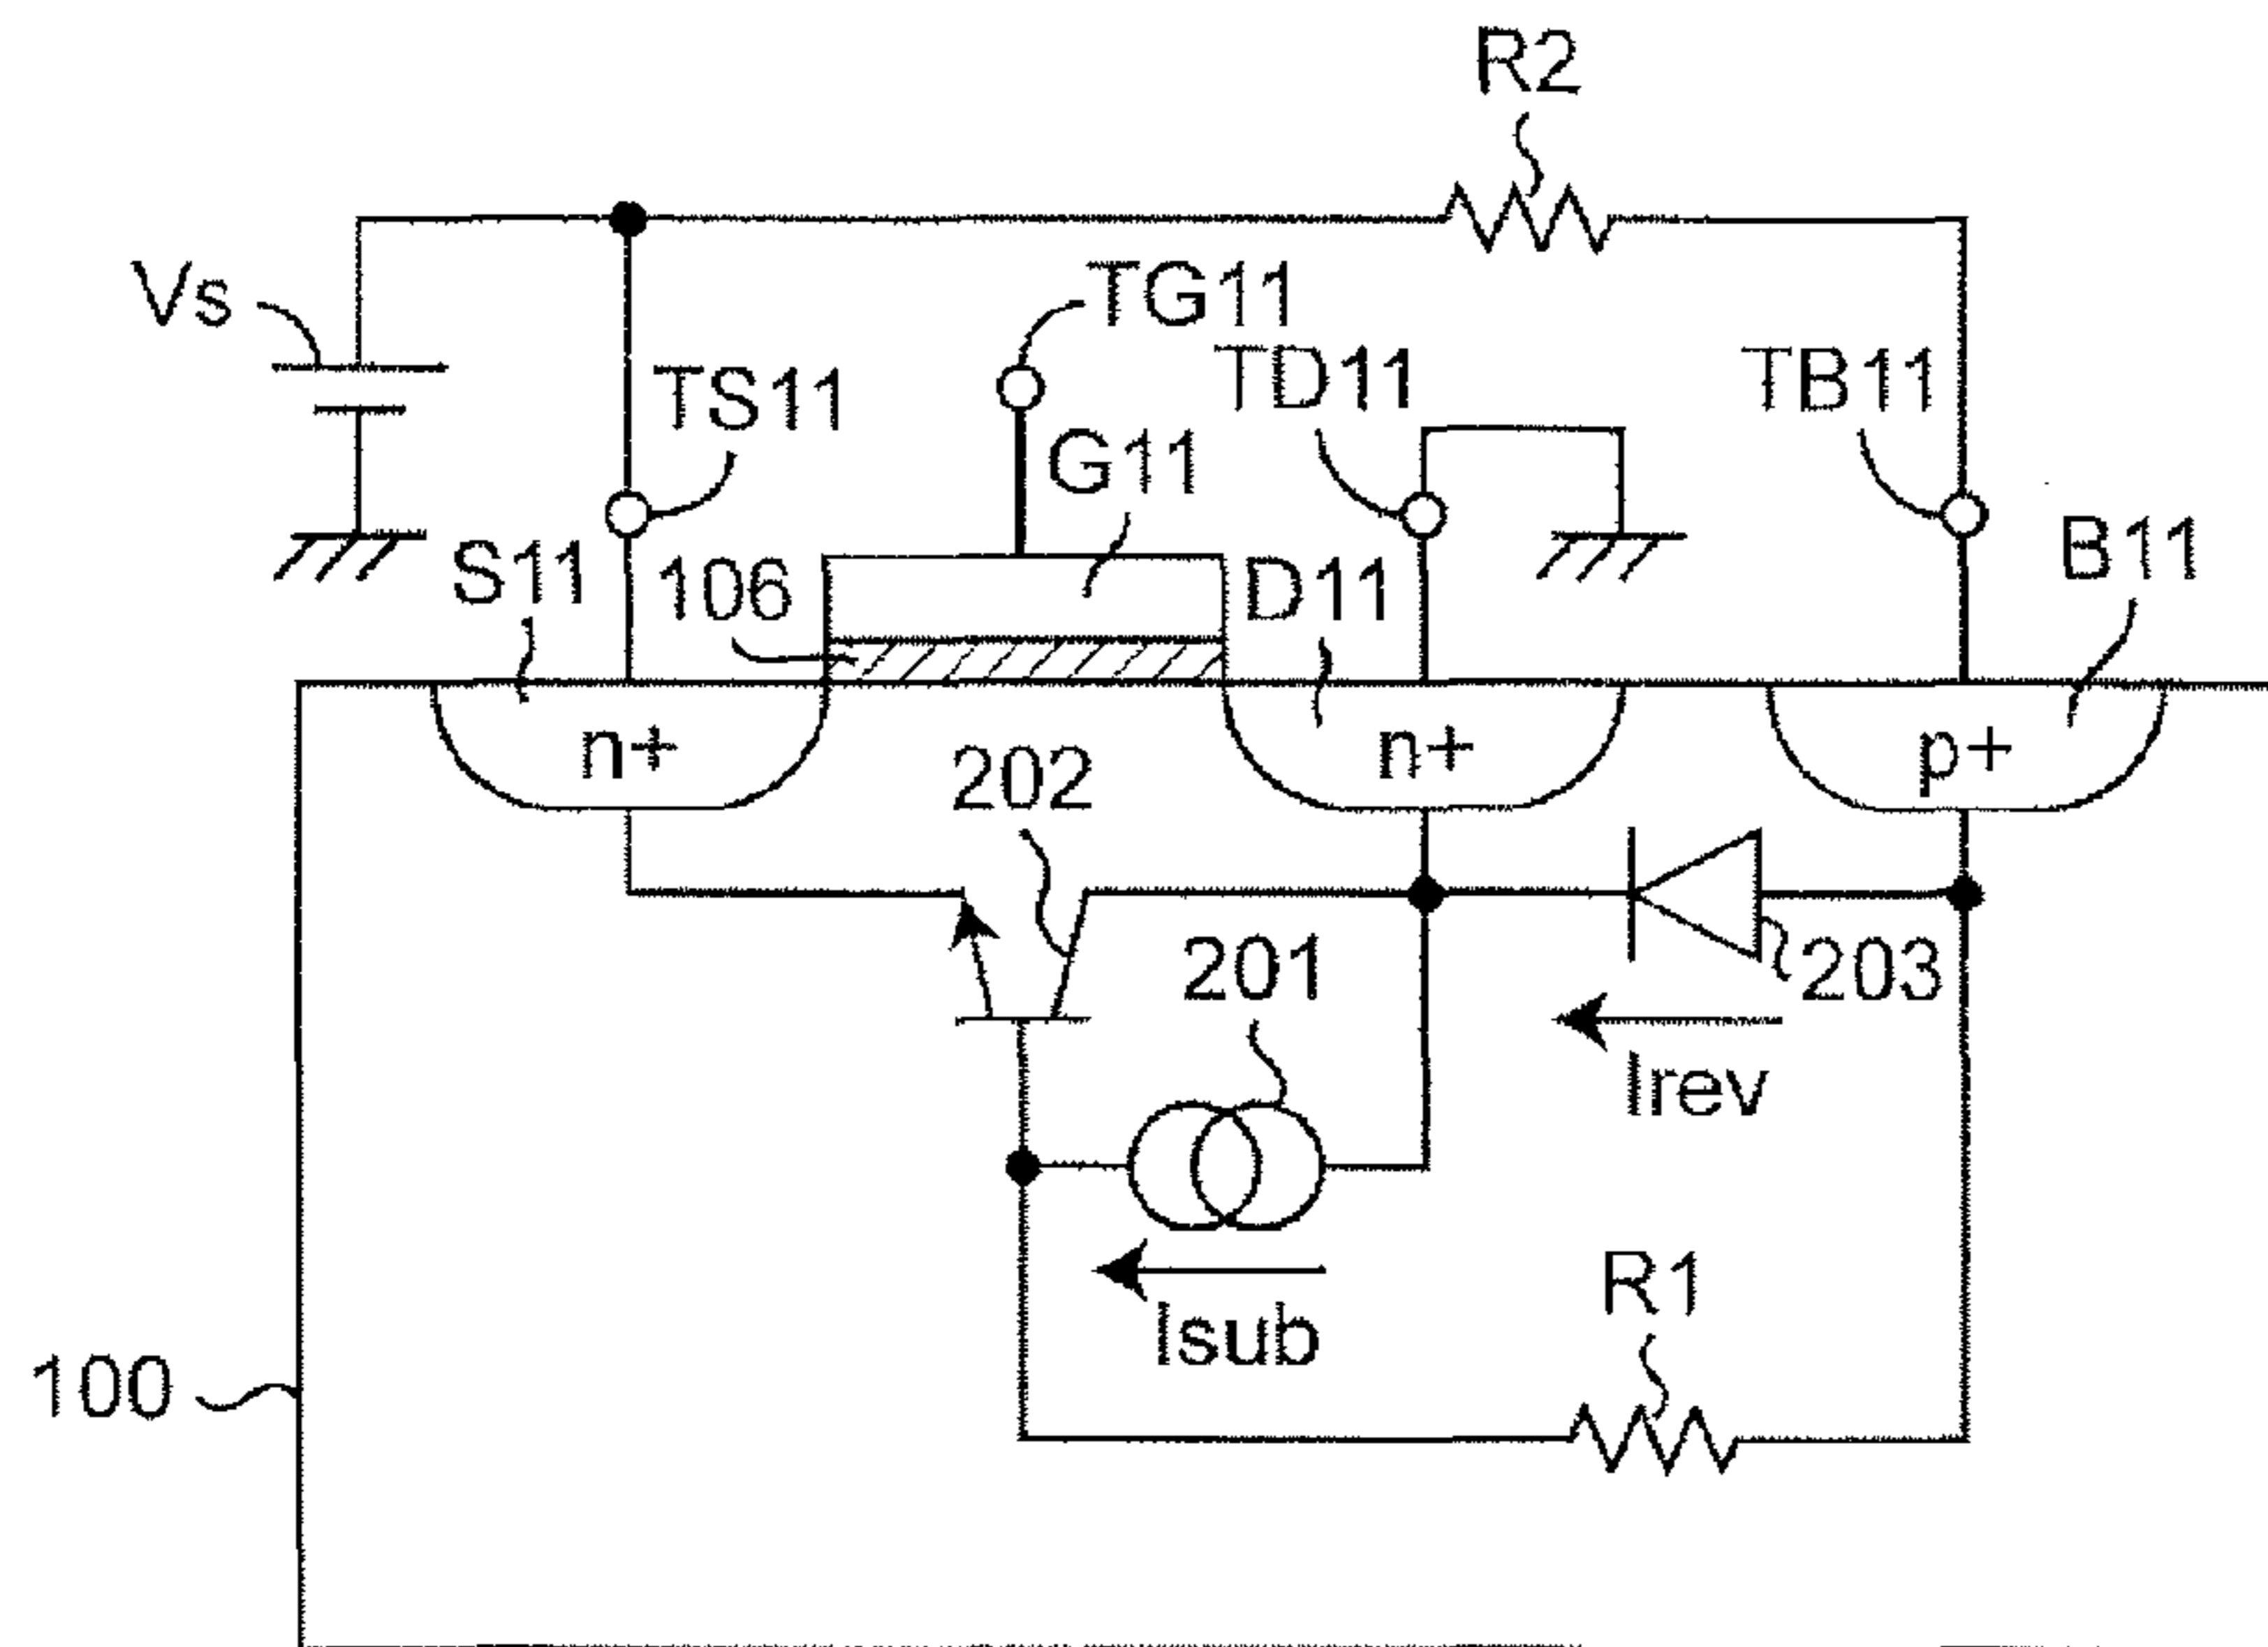 R2
Vs
TG11
TS11
TD11
TB11
G11
S11
106
D11
B11
n+
n+
p+
202
201
203
Irev
Isub
R1
100